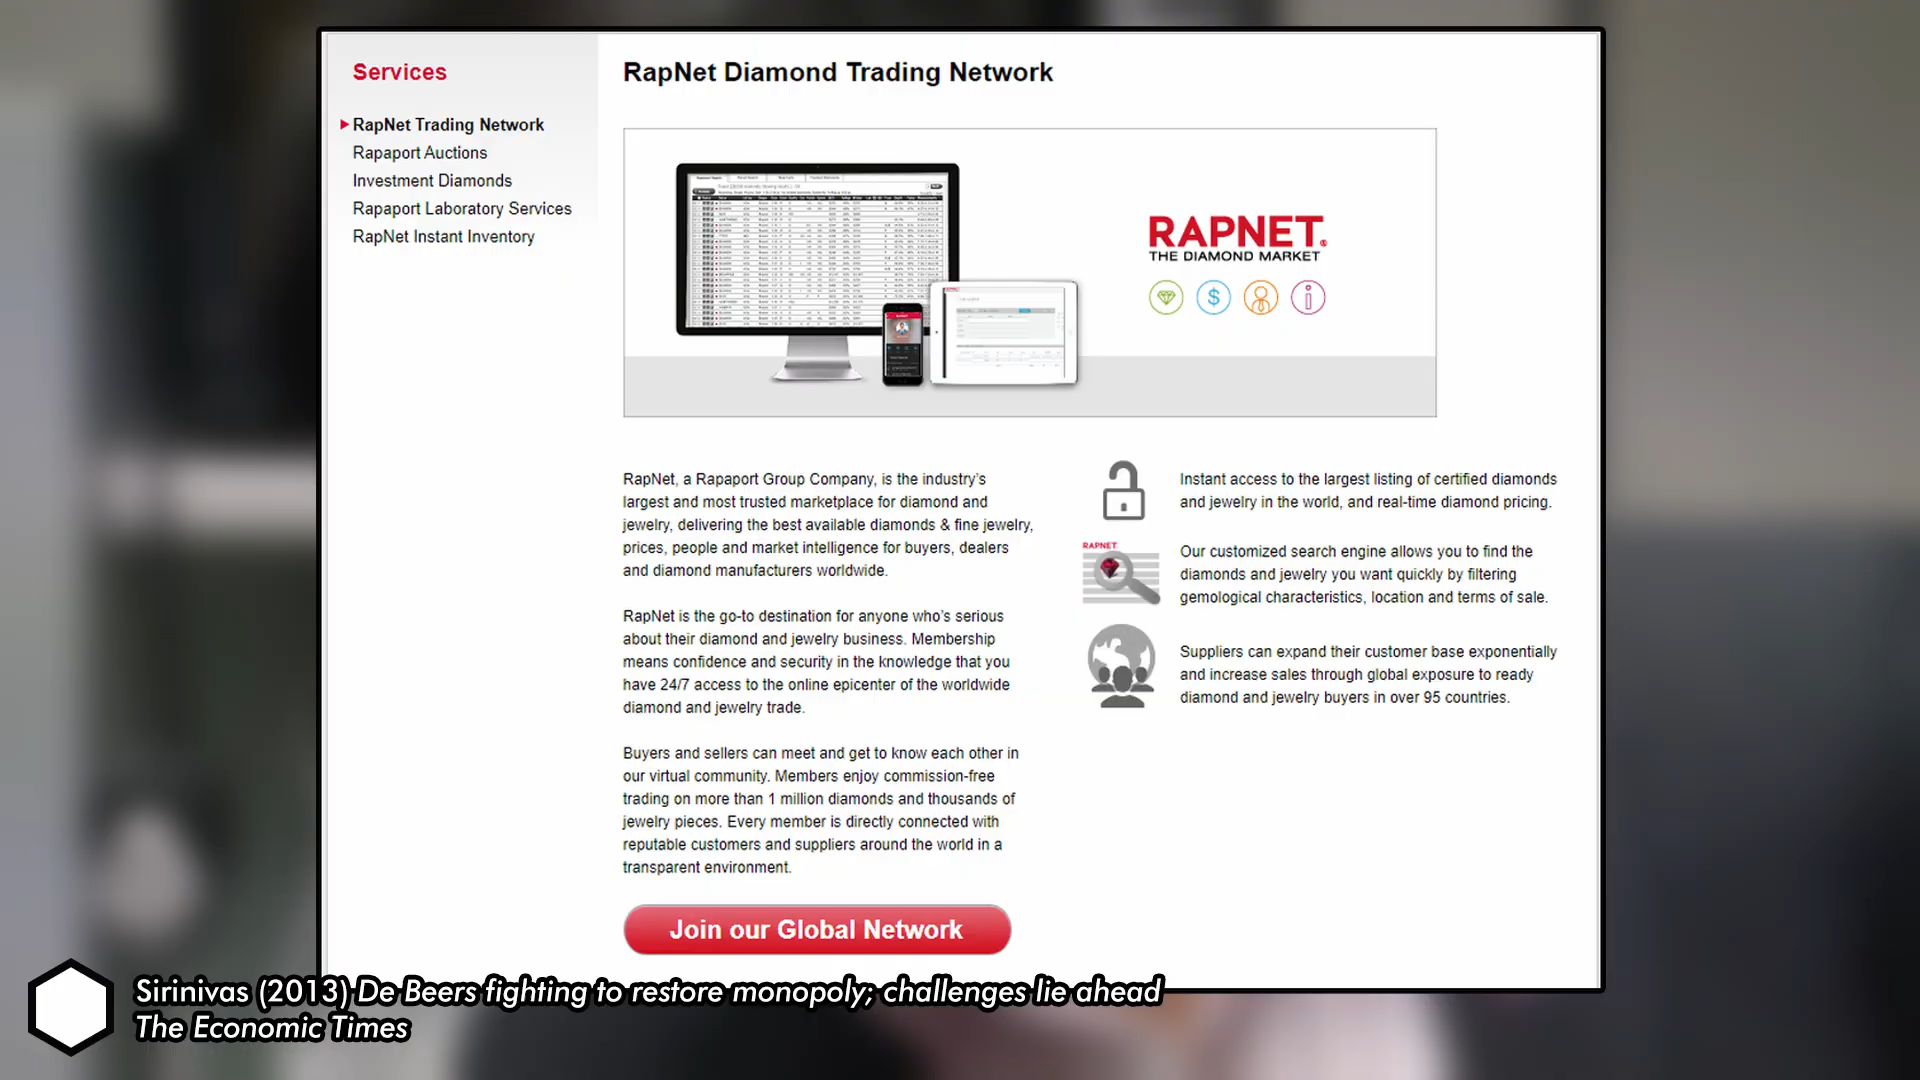 Services
RapNet Trading Network
Rapaport Auctions
Investment Diamonds
Rapaport Laboratory Services
RapNet Instant Inventory
RapNet Diamond Trading Network
RAPNET®
THE DIAMOND MARKET
RapNet, a Rapaport Group Company, is the industry's
largest and most trusted marketplace for diamond and
jewelry, delivering the best available diamonds & fine jewelry,
prices, people and market intelligence for buyers, dealers
and diamond manufacturers worldwide.
RapNet is the go-to destination for anyone who's serious
about their diamond and jewelry business. Membership
means confidence and security in the knowledge that you
have 24/7 access to the online epicenter of the worldwide
diamond and jewelry trade.
Buyers and sellers can meet and get to know each other in
our virtual community. Members enjoy commission-free
trading on more than 1 million diamonds and thousands of
jewelry pieces. Every member is directly connected with
reputable customers and suppliers around the world in a
transparent environment.
Join our Global Network
Instant access to the largest listing of certified diamonds
and jewelry in the world, and real-time diamond pricing.
RAPNET
Our customized search engine allows you to find the
diamonds and jewelry you want quickly by filtering
gemological characteristics, location and terms of sale.
Suppliers can expand their customer base exponentially
and increase sales through global exposure to ready
diamond and jewelry buyers in over 95 countries.
Sirinivas (2013) De Beers fighting to restore monopoly; challenges lie ahead
The Economic Times